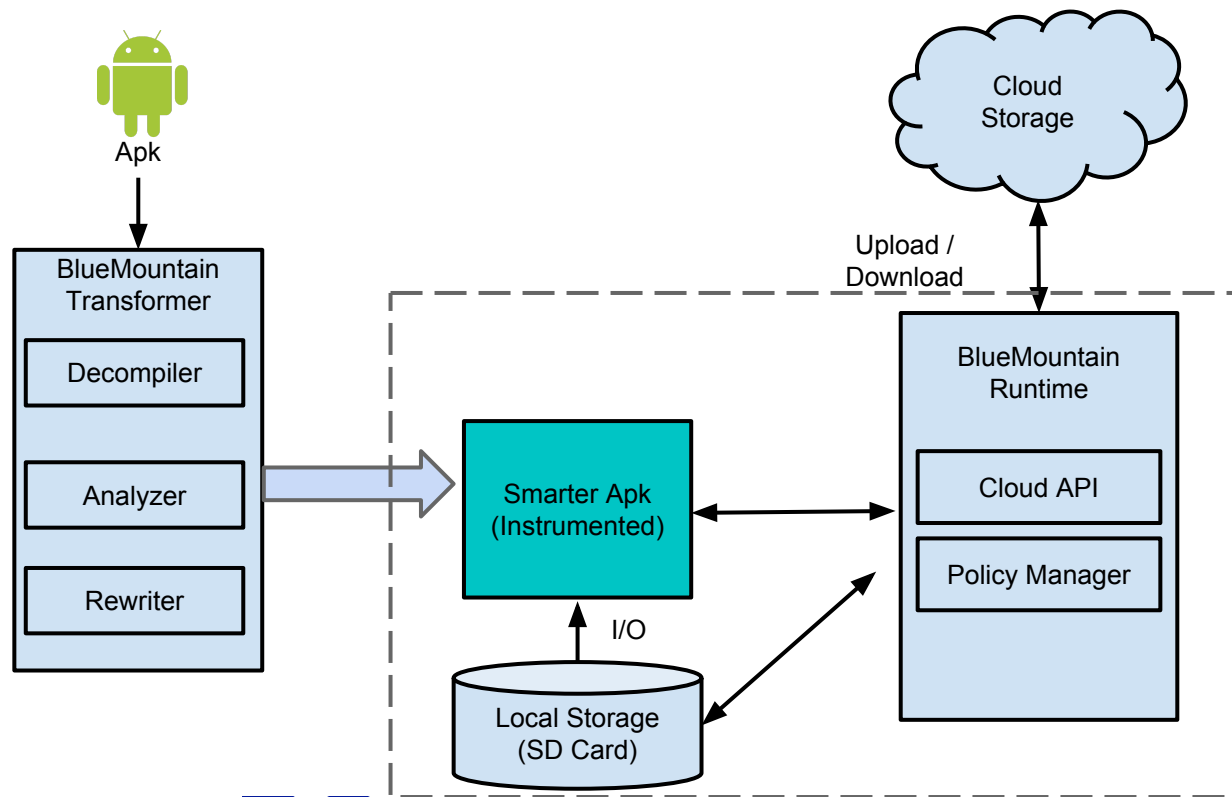 Apk
BlueMountain
Transformer
Decompiler
Analyzer
Rewriter
Cloud
Storage
Upload /
Download
BlueMountain
Runtime
Cloud API
Policy Manager
Smarter Apk
(Instrumented)
I/O
Local Storage
(SD Card)